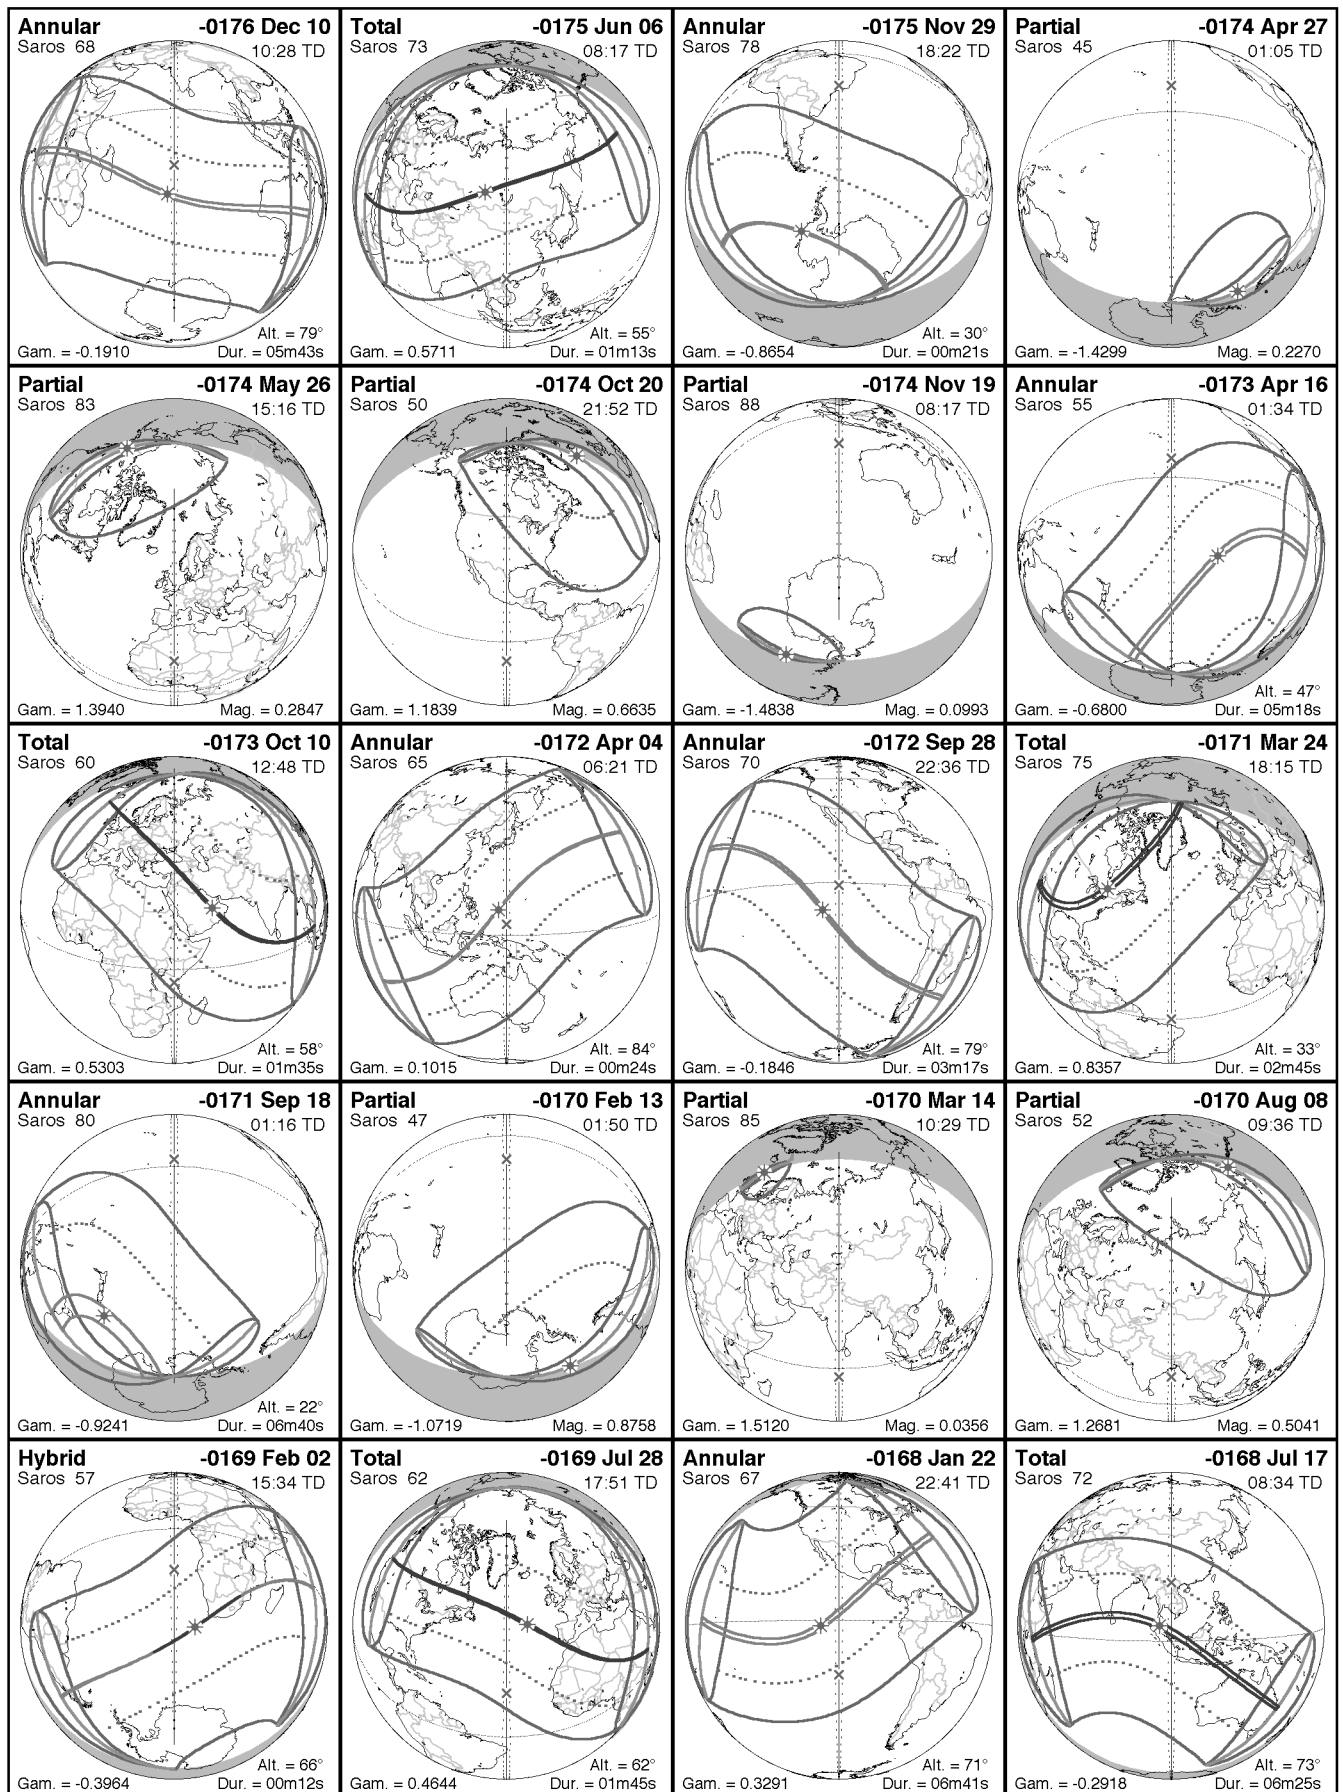 Annular -0176 Dec 10
Saros 68 10:28 TD
Alt. = 79°
Gam. = -0.1910 Dur. = 05m43s
Total -0175 Jun 06
Saros 73 08:17 TD
Alt. = 55°
Gam. = 0.5711 Dur. = 01m13s
Annular -0175 Nov 29
Saros 78 18:22 TD
Alt. = 30°
Gam. = -0.8654 Dur. = 00m21s
Partial -0174 Apr 27
Saros 45 01:05 TD
Gam. = -1.4299 Mag. = 0.2270
Partial -0174 May 26
Saros 83 15:16 TD
Gam. = 1.3940 Mag. = 0.2847
Partial -0174 Oct 20
Saros 50 21:52 TD
Gam. = 1.1839 Mag. = 0.6635
Partial -0174 Nov 19
Saros 88 08:17 TD
Gam. = -1.4838 Mag. = 0.0993
Annular -0173 Apr 16
Saros 55 01:34 TD
Alt. = 47°
Gam. = -0.6800 Dur. = 05m18s
Total -0173 Oct 10
Saros 60 12:48 TD
Alt. = 58°
Gam. = 0.5303 Dur. = 01m35s
Annular -0172 Apr 04
Saros 65 06:21 TD
Alt. = 84°
Gam. = 0.1015 Dur. = 00m24s
Annular -0172 Sep 28
Saros 70 22:36 TD
Alt. = 79°
Gam. = -0.1846 Dur. = 03m17s
Total -0171 Mar 24
Saros 75 18:15 TD
Alt. = 33°
Gam. = 0.8357 Dur. = 02m45s
Annular -0171 Sep 18
Saros 80 01:16 TD
Alt. = 22°
Gam. = -0.9241 Dur. = 06m40s
Partial -0170 Feb 13
Saros 47 01:50 TD
Gam. = -1.0719 Mag. = 0.8758
Partial -0170 Mar 14
Saros 85 10:29 TD
Gam. = 1.5120 Mag. = 0.0356
Partial -0170 Aug 08
Saros 52 09:36 TD
Gam. = 1.2681 Mag. = 0.5041
Hybrid -0169 Feb 02
Saros 57 15:34 TD
Alt. = 66°
Gam. = -0.3964 Dur. = 00m12s
Total -0169 Jul 28
Saros 62 17:51 TD
Alt. = 62°
Gam. = 0.4644 Dur. = 01m45s
Annular -0168 Jan 22
Saros 67 22:41 TD
Alt. = 71°
Gam. = 0.3291 Dur. = 06m41s
Total -0168 Jul 17
Saros 72 08:34 TD
Alt. = 73°
Gam. = -0.2918 Dur. = 06m25s